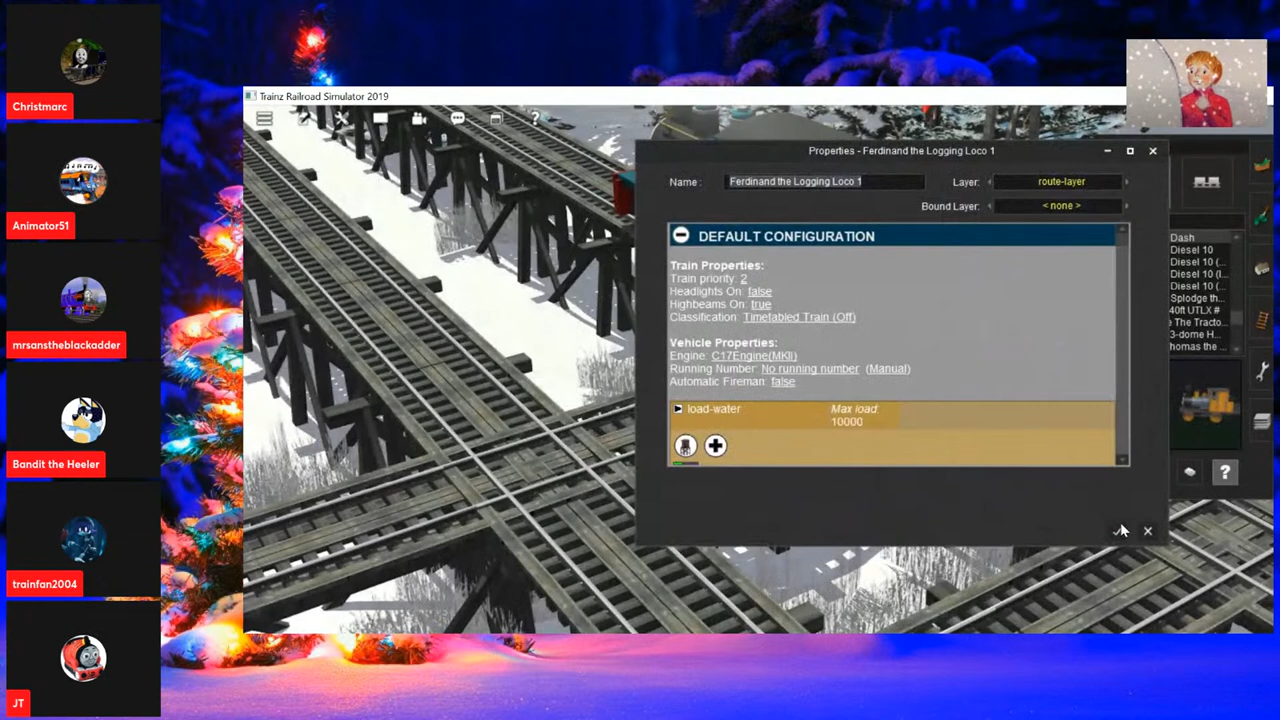 Christmarc
Animator51
mrsanstheblackadder
Bandit the Heeler
trainfan2004
JT
Trainz Railroad Simulator 2019
?
Properties - Ferdinand the Logging Loco 1
Name :
Ferdinand the Logging Loco 1
Layer:
route-layer
Bound Layer:
< none >
DEFAULT CONFIGURATION
Train Properties:
Train priority: 2
Headlights On: false
Highbeams On: true
Classification: Timetabled Train (Off)
Vehicle Properties:
Engine: C17Engine(MKII)
Running Number: No running number (Manual)
Automatic Fireman: false
load-water
Max load:
10000
Dash
Diesel 10
Diesel 10 (...
Diesel 10 (I...
Splodge th...
40ft UTLX #
The Tracto...
3-dome H...
homas the ...
?